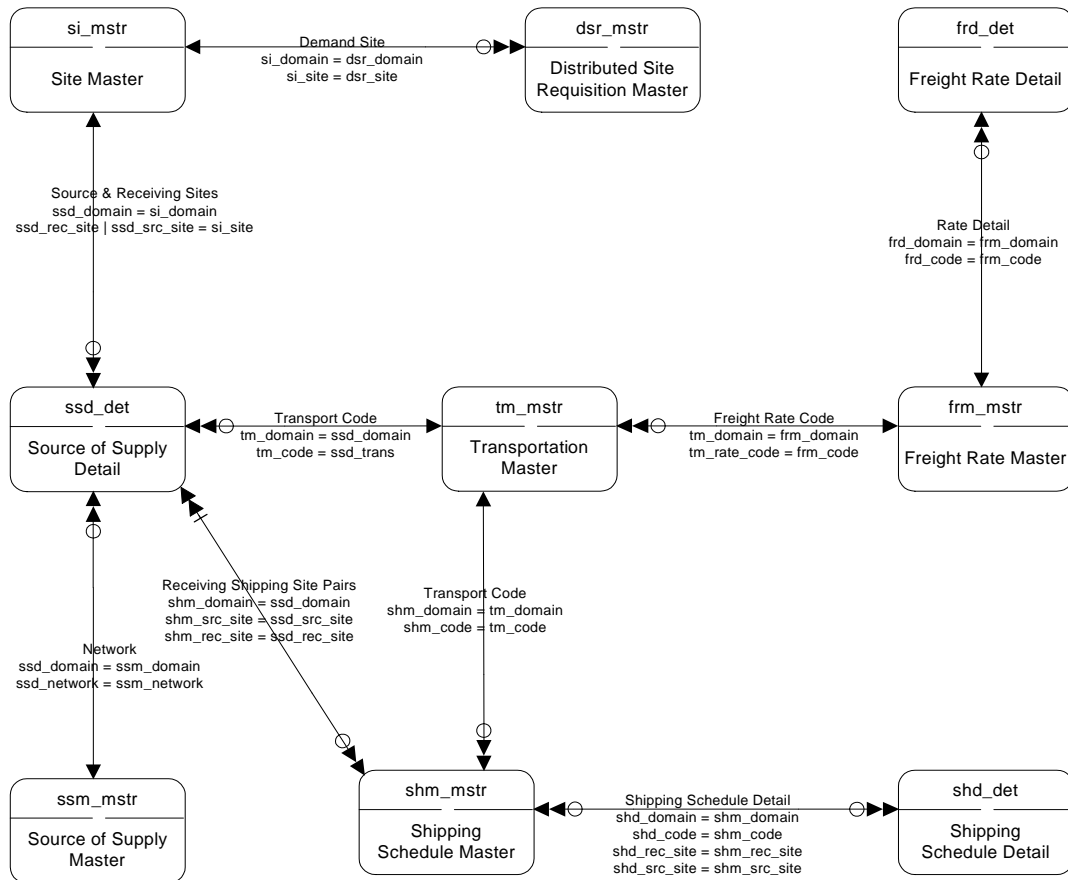 si_mstr
Site Master
Demand Site
si_domain = dsr_domain
si_site = dsr_site
dsr_mstr
Distributed Site
Requisition Master
frd_det
Freight Rate Detail
Source & Receiving Sites
ssd_domain = si_domain
ssd_rec_site | ssd_src_site = si_site
Rate Detail
frd_domain = frm_domain
frd_code = frm_code
ssd_det
Source of Supply
Detail
Transport Code
tm_domain = ssd_domain
tm_code = ssd_trans
tm_mstr
Transportation
Master
Freight Rate Code
tm_domain = frm_domain
tm_rate_code = frm_code
frm_mstr
Freight Rate Master
Receiving Shipping Site Pairs
shm_domain = ssd_domain
shm_src_site = ssd_src_site
shm_rec_site = ssd_rec_site
Transport Code
shm_domain = tm_domain
shm_code = tm_code
Network
ssd_domain = ssm_domain
ssd_network = ssm_network
ssm_mstr
Source of Supply
Master
shm_mstr
Shipping
Schedule Master
Shipping Schedule Detail
shd_domain = shm_domain
shd_code = shm_code
shd_rec_site = shm_rec_site
shd_src_site = shm_src_site
shd_det
Shipping
Schedule Detail